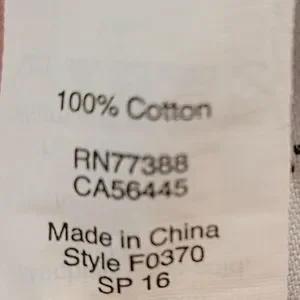 100% Cotton
RN77388
CA56445
Made in China
Style F0370
SP 16